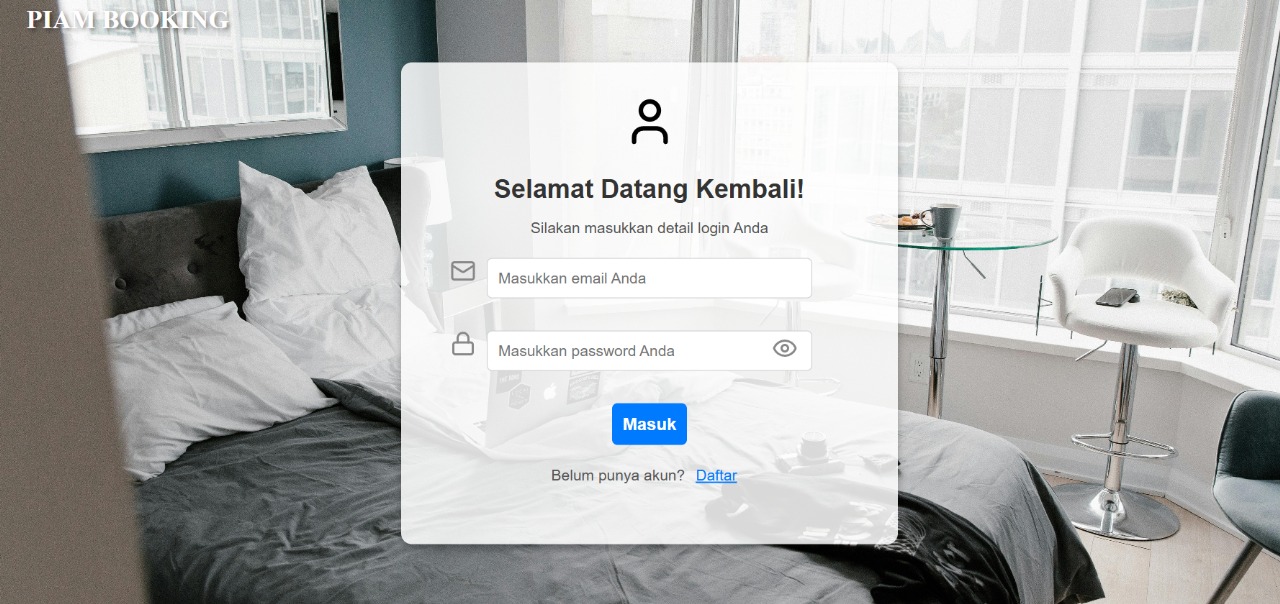 PIAM BOOKING
Selamat Datang Kembali!
Silakan masukkan detail login Anda
Masukkan email Anda
Masukkan password Anda
Masuk
Belum punya akun? Daftar